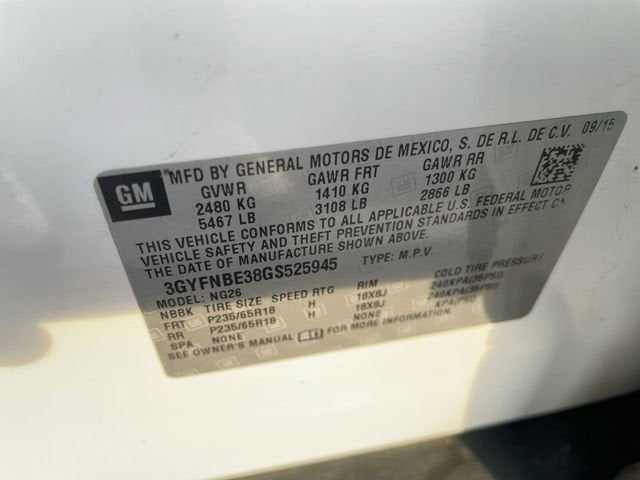 GM
*MFD BY GENERAL MOTORS DE MEXICO, S. DE R.L. DE C.V. 09/15
GVWR GAWR FRT GAWR RR
2480 KG 1410 KG 1300 KG
5467 LB 3108 LB 2866 LB
THIS VEHICLE CONFORMS TO ALL APPLICABLE U.S. FEDERAL MOTOR
VEHICLE SAFETY AND THEFT PREVENTION STANDARDS IN EFFECT ON
THE DATE OF MANUFACTURE SHOWN ABOVE.
3GYFNBE38GS525945 TYPE: M.P.V.
MODEL: NG26
NBBK TIRE SIZE SPEED RTG RIM COLD TIRE PRESSURE
FRT P235/65R18 H 18X8J 240KPA(35PSI)
RR P235/65R18 H 18X8J 240KPA(35PSI)
SPA NONE NONE KPA(PSI)
SEE OWNER'S MANUAL FOR MORE INFORMATION.